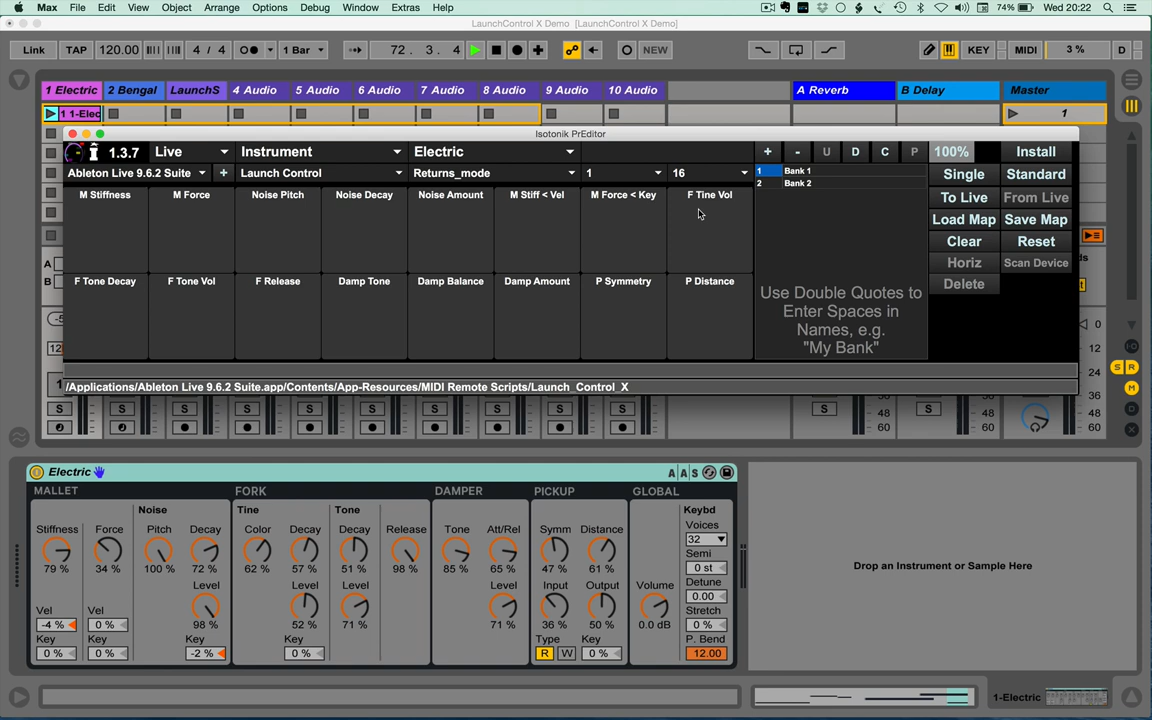 Max File Edit View Object Arrange Options Debug Window Extras Help 74% Wed 20:22
LaunchControl X Demo [LaunchControl X Demo]
Link TAP 120.00 4 / 4 1 Bar 72. 3. 4 NEW KEY MIDI 3 % D
1 Electric 2 Bengal LaunchS 4 Audio 5 Audio 6 Audio 7 Audio 8 Audio 9 Audio 10 Audio A Reverb B Delay Master
1 1-Elec 1
Isotonik PrEditor
1.3.7 Live Instrument Electric + - U D C P 100% Install
Ableton Live 9.6.2 Suite + Launch Control Returns_mode 1 16 1 Bank 1 Single Standard
2 Bank 2
M Stiffness M Force Noise Pitch Noise Decay Noise Amount M Stiff < Vel M Force < Key F Tine Vol To Live From Live
Load Map Save Map
Clear Reset
Horiz Scan Device
F Tone Decay F Tone Vol F Release Damp Tone Damp Balance Damp Amount P Symmetry P Distance Delete
Use Double Quotes to
Enter Spaces in
Names, e.g.
"My Bank"
/Applications/Ableton Live 9.6.2 Suite.app/Contents/App-Resources/MIDI Remote Scripts/Launch_Control_X
A
B
0
12
24
36
48
60
S S S S S S S S S S S S
S R
M
Electric A A S
MALLET FORK DAMPER PICKUP GLOBAL
Noise Tine Tone Keybd
Stiffness Force Pitch Decay Color Decay Decay Release Tone Att/Rel Symm Distance Voices
32
79 % 34 % 100 % 72 % 62 % 57 % 51 % 98 % 85 % 65 % 47 % 61 % Semi
0 st
Level Level Level Level Input Output Volume Detune
0.00
Vel Vel 98 % 52 % 71 % 71 % 36 % 50 % 0.0 dB Stretch
-4 % 0 % 0 %
Key Key Key Key Type Key P. Bend
0 % 0 % -2 % 0 % R W 0 % 12.00
Drop an Instrument or Sample Here
1-Electric